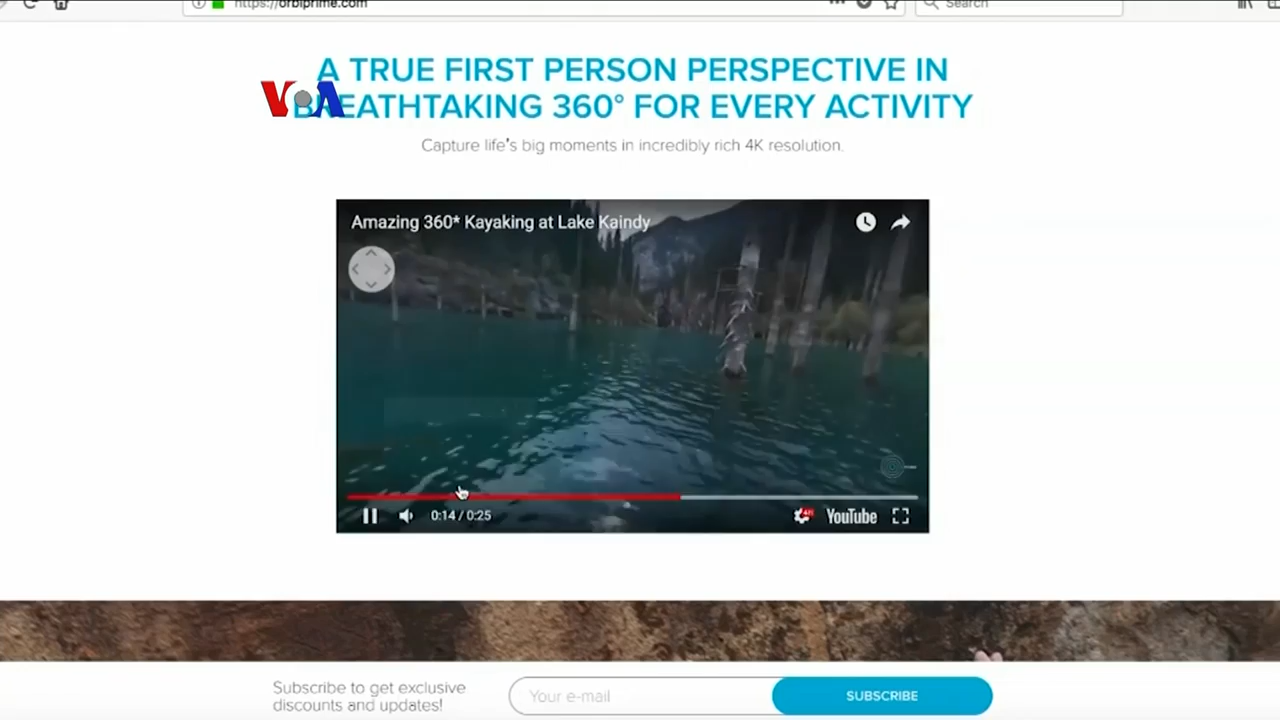 https://orbiprime.com
Search
A TRUE FIRST PERSON PERSPECTIVE IN
BREATHTAKING 360° FOR EVERY ACTIVITY
VOA
Capture life's big moments in incredibly rich 4K resolution.
Amazing 360* Kayaking at Lake Kaindy
0:14 / 0:25
YouTube
Subscribe to get exclusive
discounts and updates!
Your e-mail
SUBSCRIBE